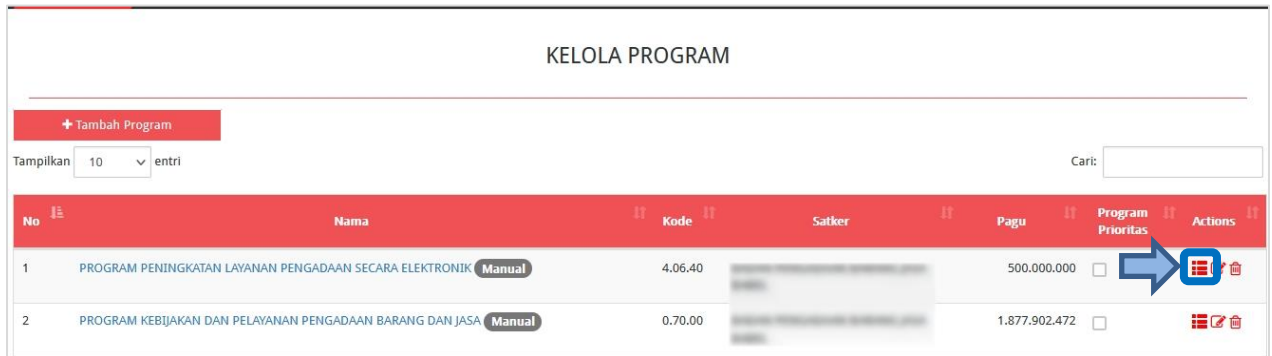 KELOLA PROGRAM
+ Tambah Program
Tampilkan 10 entri
Cari:
No Nama Kode Satker Pagu Program Prioritas Actions
1 PROGRAM PENINGKATAN LAYANAN PENGADAAN SECARA ELEKTRONIK Manual 4.06.40 500.000.000
2 PROGRAM KEBIJAKAN DAN PELAYANAN PENGADAAN BARANG DAN JASA Manual 0.70.00 1.877.902.472